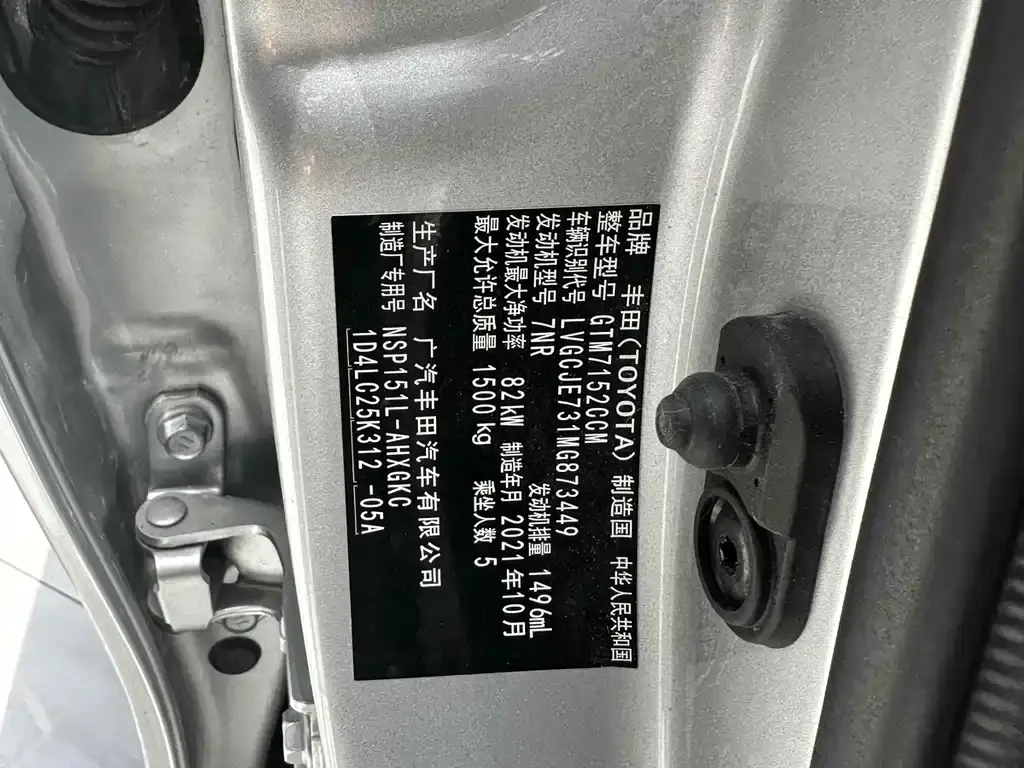 品牌 丰田(TOYOTA) 制造国 中华人民共和国
整车型号 GTM7152CCM
车辆识别代号 LVGCJE731MG873449
发动机型号 7NR 发动机排量 1496mL
发动机最大净功率 82kW 制造年月 2021年10月
最大允许总质量 1500kg 乘坐人数 5
生产厂名 广汽丰田汽车有限公司
制造厂专用号 NSP151L-AHXGKC
1D4LC25K312 -05A